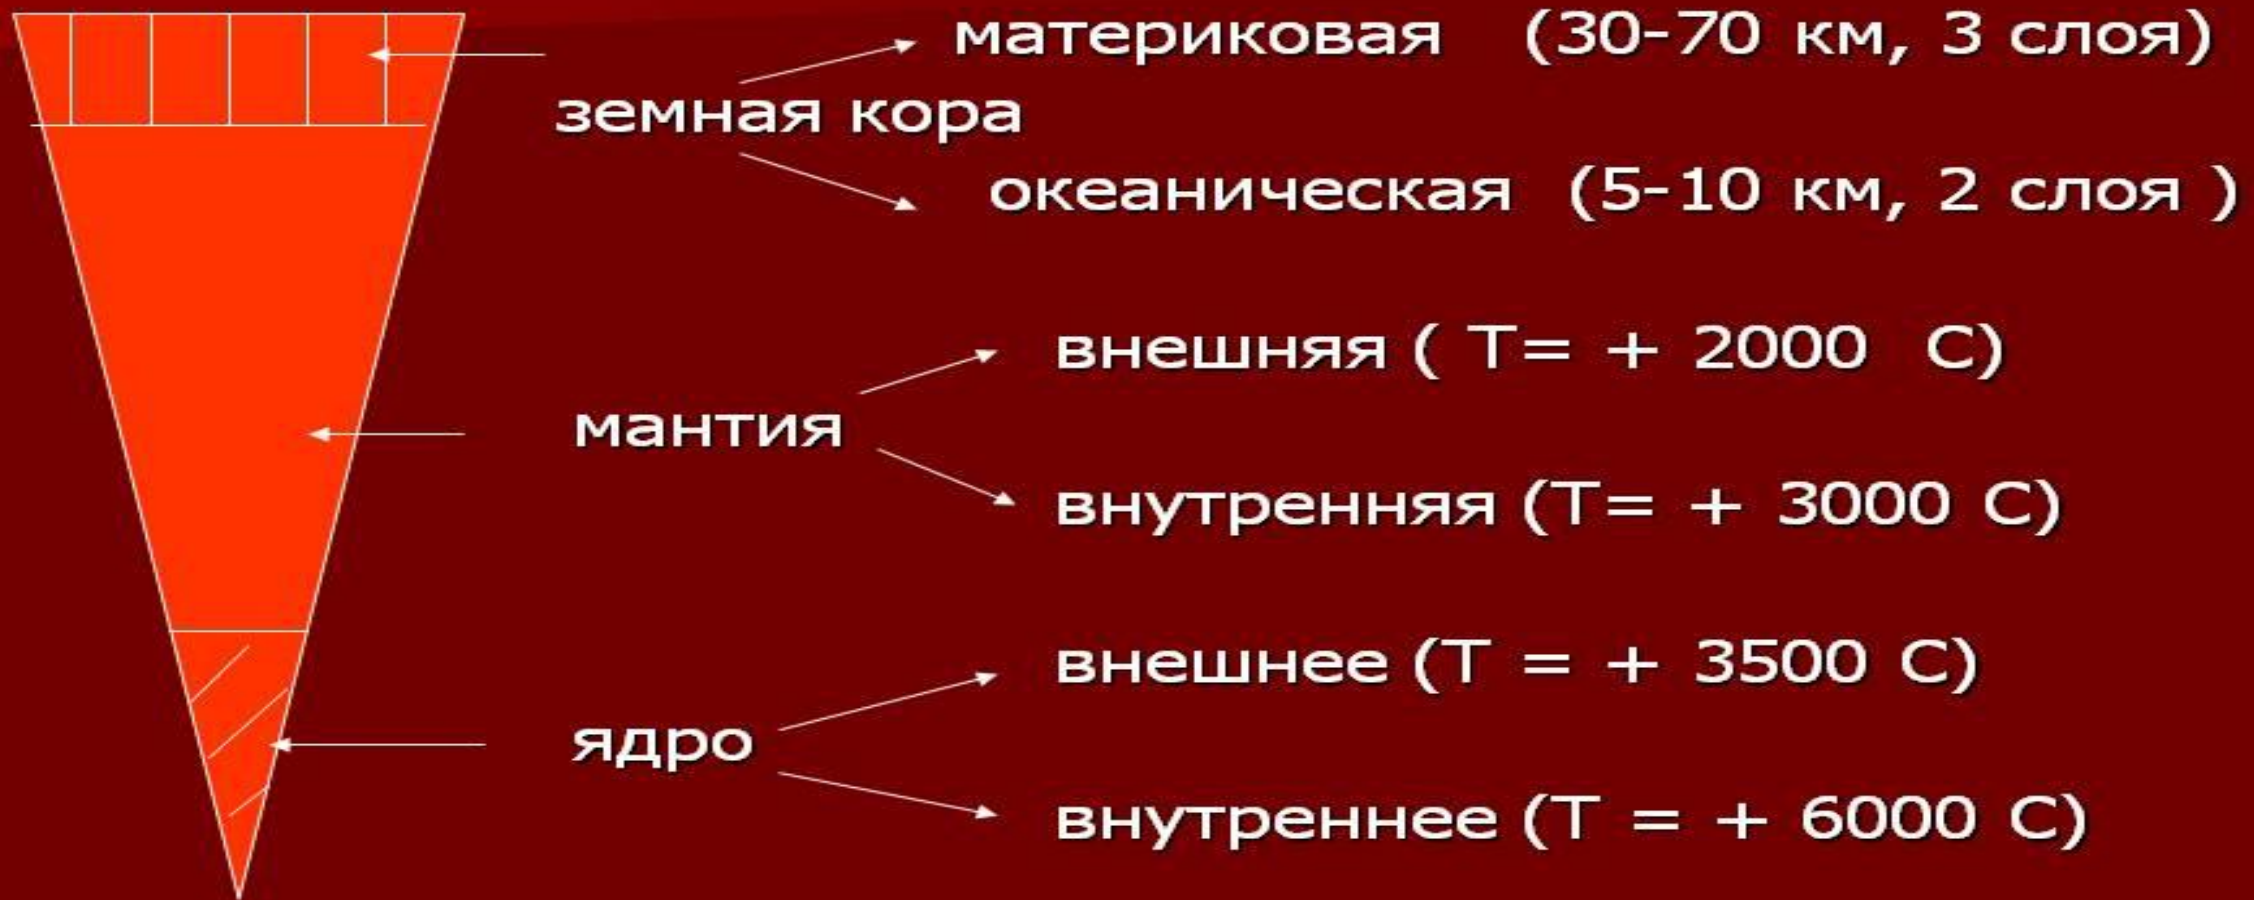 материковая (30-70 км, 3 слоя)
земная кора
океаническая (5-10 км, 2 слоя )
внешняя ( Т= + 2000 С)
мантия
внутренняя (Т= + 3000 С)
внешнее (Т = + 3500 С)
ядро
внутреннее (Т = + 6000 С)